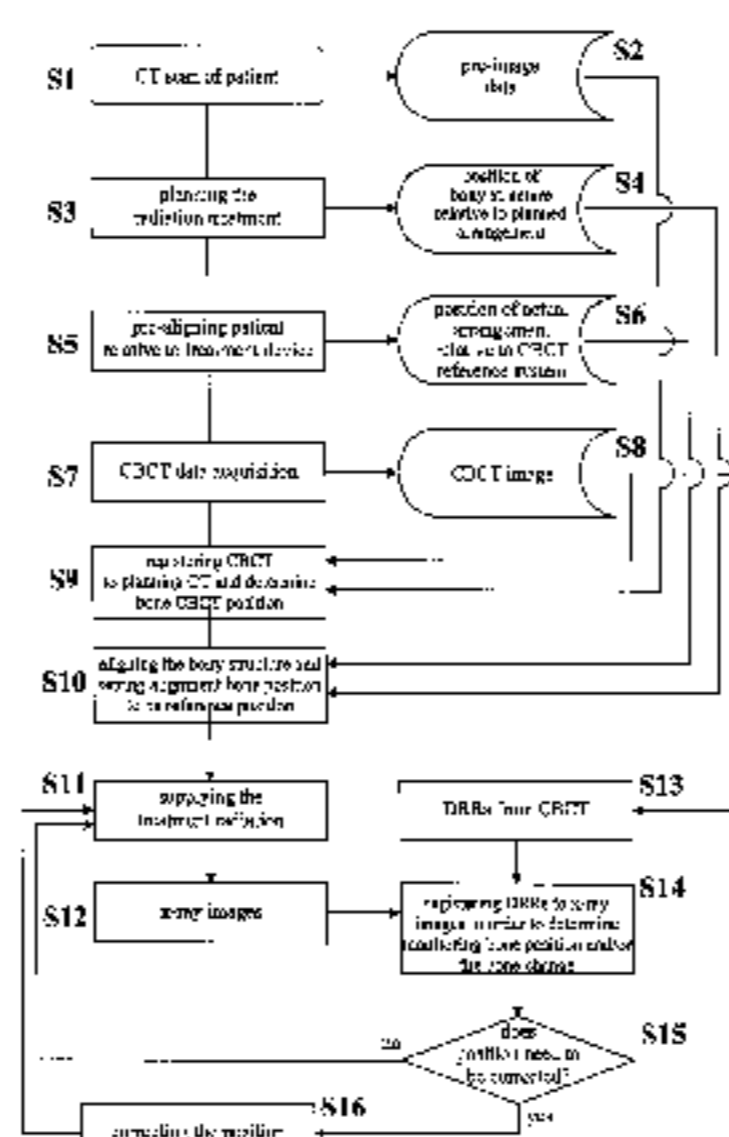 S1
CT scan of patient
S2
pre-image
data
S3
planning the
radiation treatment
S4
position of
body structure
relative to planned
arrangement
S5
pre-aligning patient
relative to treatment device
S6
position of actual
arrangement
relative to CBCT
reference system
S7
CBCT data acquisition
S8
CBCT image
S9
registering CBCT
to planning CT and determine
bone CBCT position
S10
aligning the body structure and
setting alignment bone position
to be reference position
S11
supplying the
treatment radiation
S13
DRRs from CBCT
S12
x-ray images
S14
registering DRRs to x-ray
images in order to determine
monitoring bone position and/or
fire zone change
S15
does
position need to
be corrected?
no
yes
S16
correcting the position